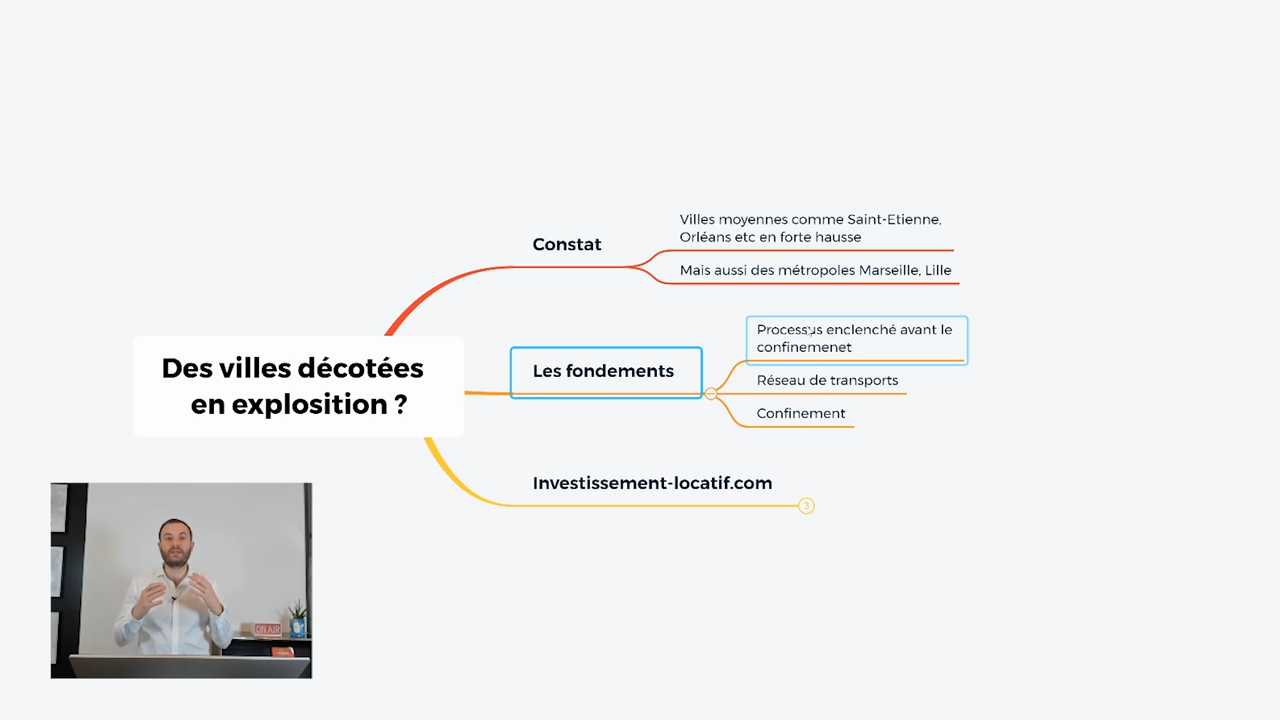 Villes moyennes comme Saint-Etienne,
Orléans etc en forte hausse
Constat
Mais aussi des métropoles Marseille, Lille
Processus enclenché avant le
confinemenet
Des villes décotées
en explosition ?
Les fondements
Réseau de transports
Confinement
Investissement-locatif.com
3
ON AIR